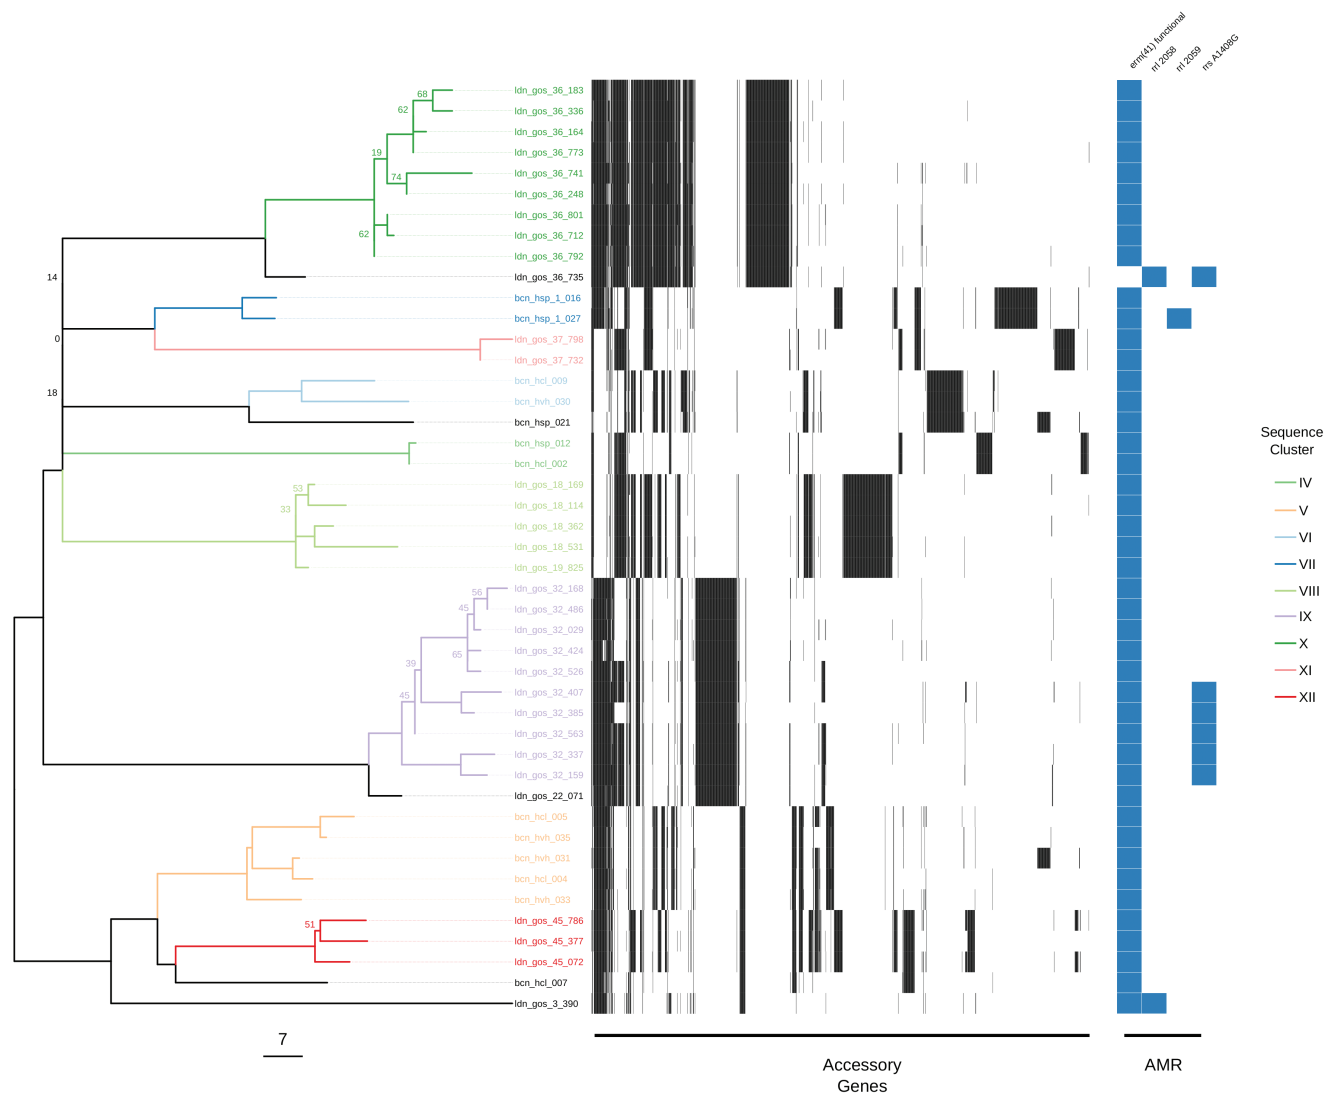 erm(41) functional
rrl 2058
rrl 2059
rrs A1408G
68
62
19
74
62
14
0
18
53
33
56
45
65
39
45
51
ldn_gos_36_183
ldn_gos_36_336
ldn_gos_36_164
ldn_gos_36_773
ldn_gos_36_741
ldn_gos_36_248
ldn_gos_36_801
ldn_gos_36_712
ldn_gos_36_792
ldn_gos_36_735
bcn_hsp_1_016
bcn_hsp_1_027
ldn_gos_37_798
ldn_gos_37_732
bcn_hcl_009
bcn_hvh_030
bcn_hsp_021
bcn_hsp_012
bcn_hcl_002
ldn_gos_18_169
ldn_gos_18_114
ldn_gos_18_362
ldn_gos_18_531
ldn_gos_19_825
ldn_gos_32_168
ldn_gos_32_486
ldn_gos_32_029
ldn_gos_32_424
ldn_gos_32_526
ldn_gos_32_407
ldn_gos_32_385
ldn_gos_32_563
ldn_gos_32_337
ldn_gos_32_159
ldn_gos_22_071
bcn_hcl_005
bcn_hvh_035
bcn_hvh_031
bcn_hcl_004
bcn_hvh_033
ldn_gos_45_786
ldn_gos_45_377
ldn_gos_45_072
bcn_hcl_007
ldn_gos_3_390
Sequence
Cluster
IV
V
VI
VII
VIII
IX
X
XI
XII
7
Accessory
Genes
AMR